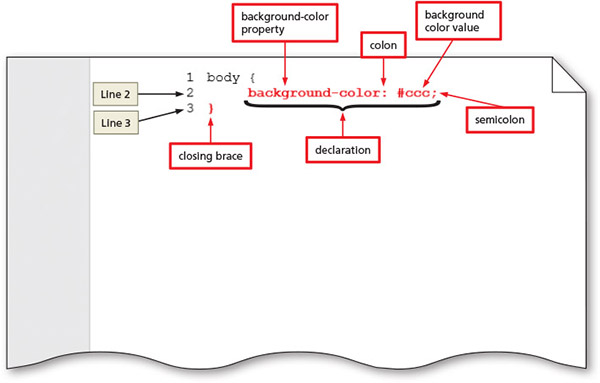 background-color
property
colon
background
color value
1 body {
Line 2
2 background-color: #ccc;
Line 3
3 }
semicolon
closing brace
declaration